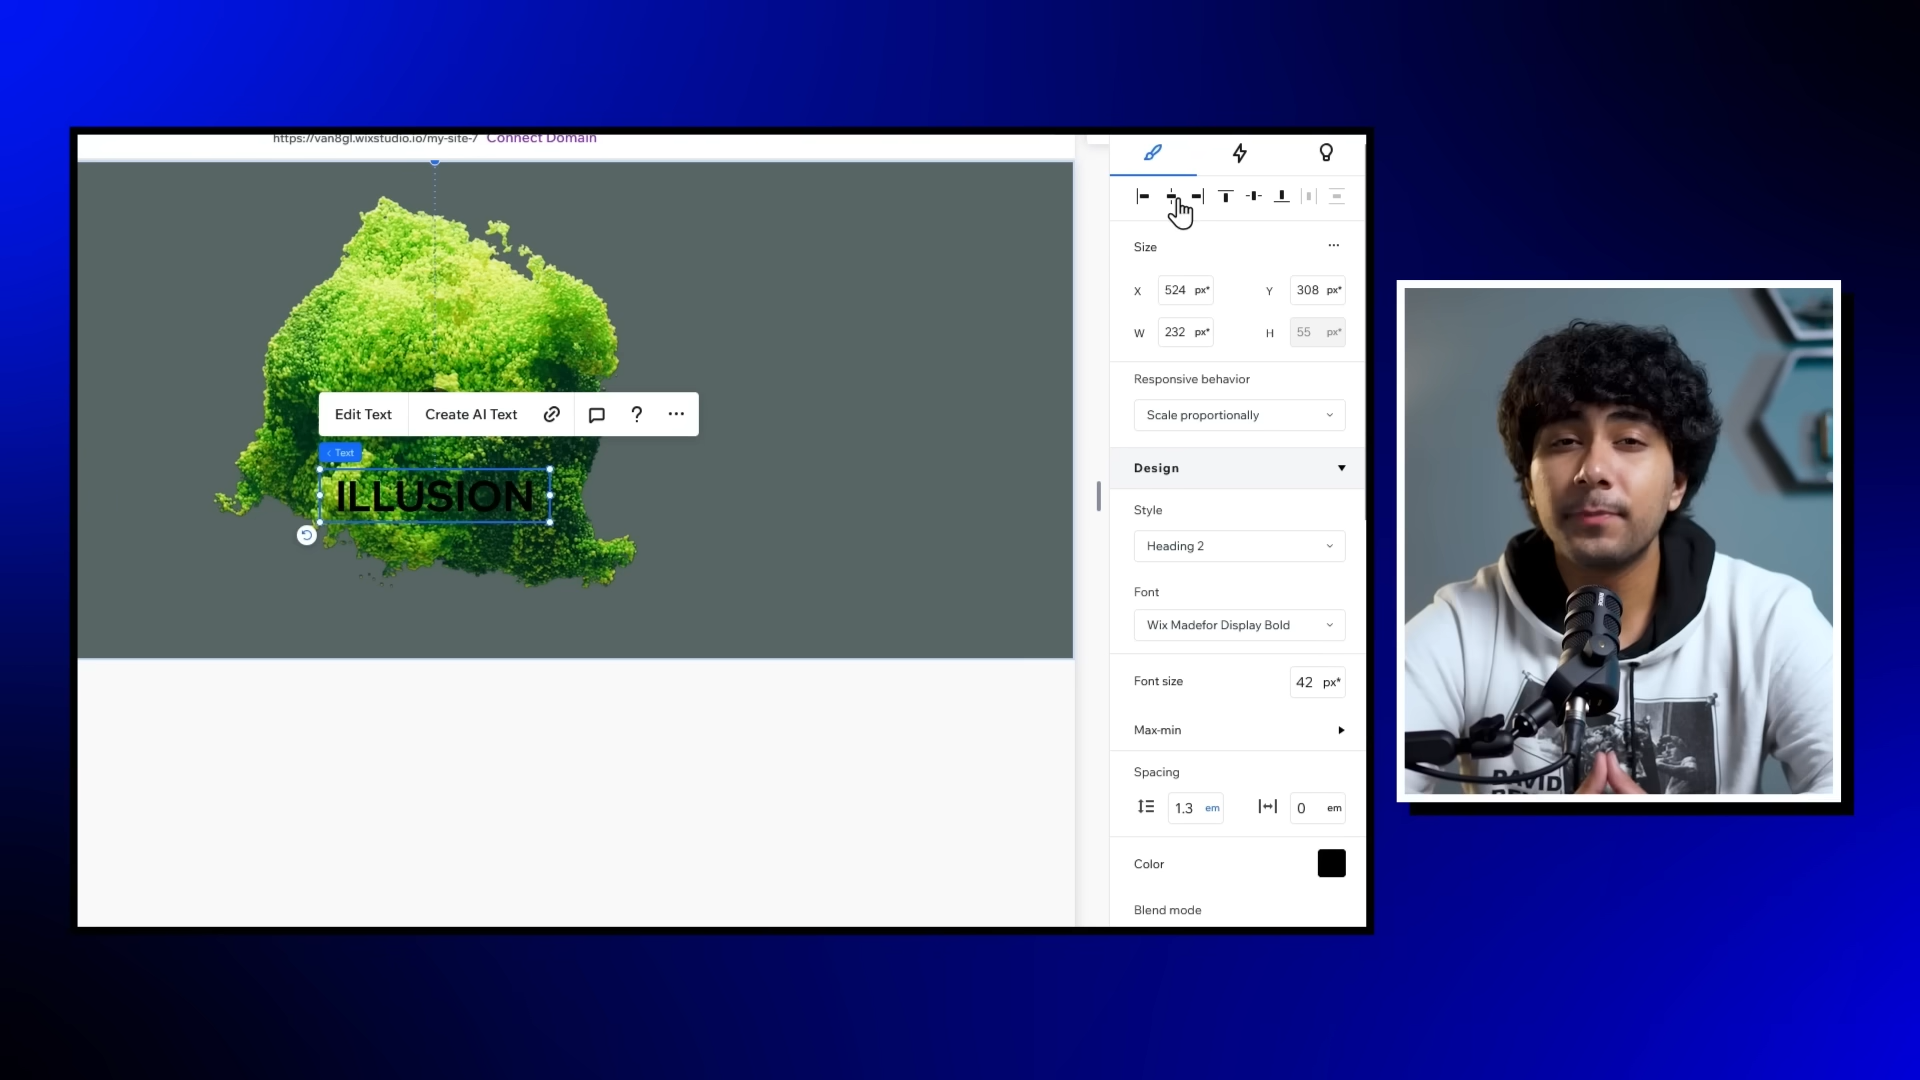 https://van8gl.wixstudio.io/my-site-7 Connect Domain
Size
X 524 px* Y 308 px*
W 232 px* H 55 px*
Responsive behavior
Scale proportionally
Edit Text Create AI Text ?
Text
ILLUSION
Design
Style
Heading 2
Font
Wix Madefor Display Bold
Font size 42 px*
Max-min
Spacing
1.3 em 0 em
Color
Blend mode
RODE
DAVID